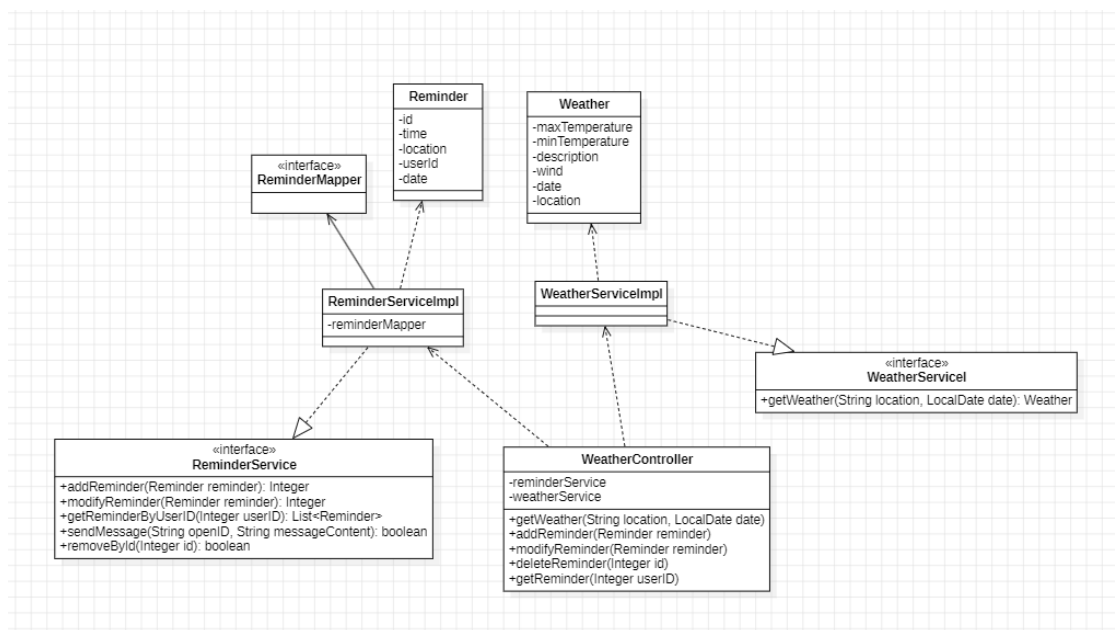 Reminder
-id
-time
-location
-userId
-date
Weather
-maxTemperature
-minTemperature
-description
-wind
-date
-location
«interface»
ReminderMapper
ReminderServiceImpl
-reminderMapper
WeatherServiceImpl
«interface»
WeatherServiceI
+getWeather(String location, LocalDate date): Weather
«interface»
ReminderService
+addReminder(Reminder reminder): Integer
+modifyReminder(Reminder reminder): Integer
+getReminderByUserID(Integer userID): List<Reminder>
+sendMessage(String openID, String messageContent): boolean
+removeById(Integer id): boolean
WeatherController
-reminderService
-weatherService
+getWeather(String location, LocalDate date)
+addReminder(Reminder reminder)
+modifyReminder(Reminder reminder)
+deleteReminder(Integer id)
+getReminder(Integer userID)